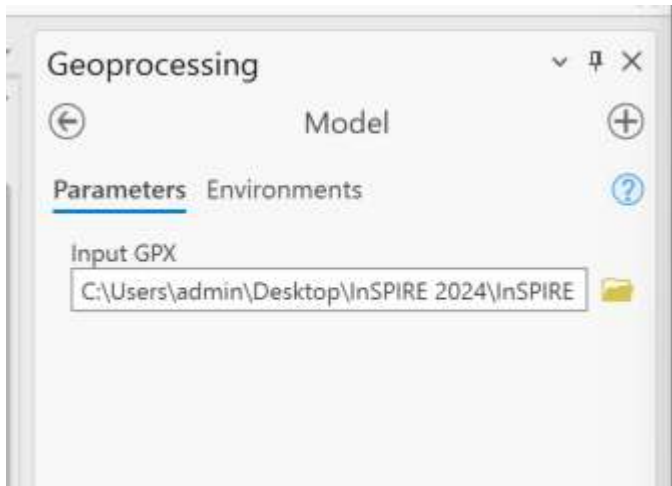 Geoprocessing
Model
Parameters Environments
Input GPX
C:\Users\admin\Desktop\InSPIRE 2024\InSPIRE